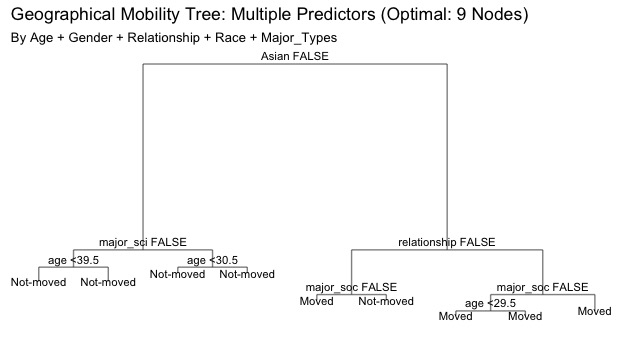 Geographical Mobility Tree: Multiple Predictors (Optimal: 9 Nodes)
By Age + Gender + Relationship + Race + Major_Types
Asian FALSE
major_sci FALSE
relationship FALSE
age <39.5
age <30.5
Not-moved
Not-moved
Not-moved
Not-moved
major_soc FALSE
major_soc FALSE
Moved
Not-moved
age <29.5
Moved
Moved
Moved